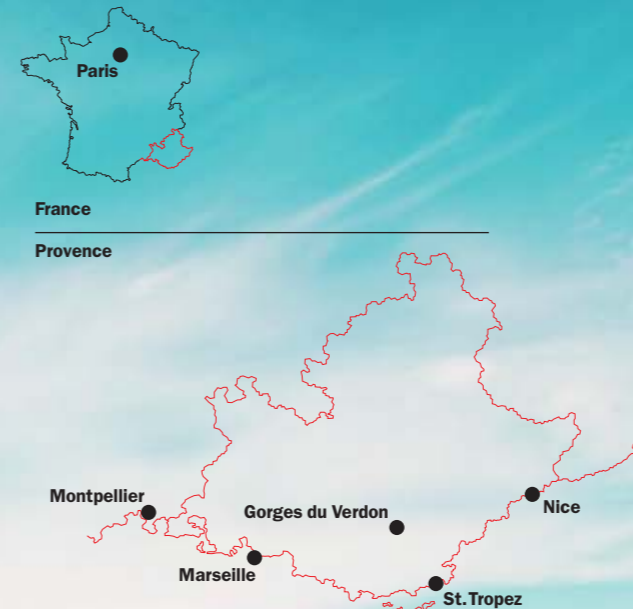 Paris
France
Provence
Montpellier
Gorges du Verdon
Nice
Marseille
St. Tropez